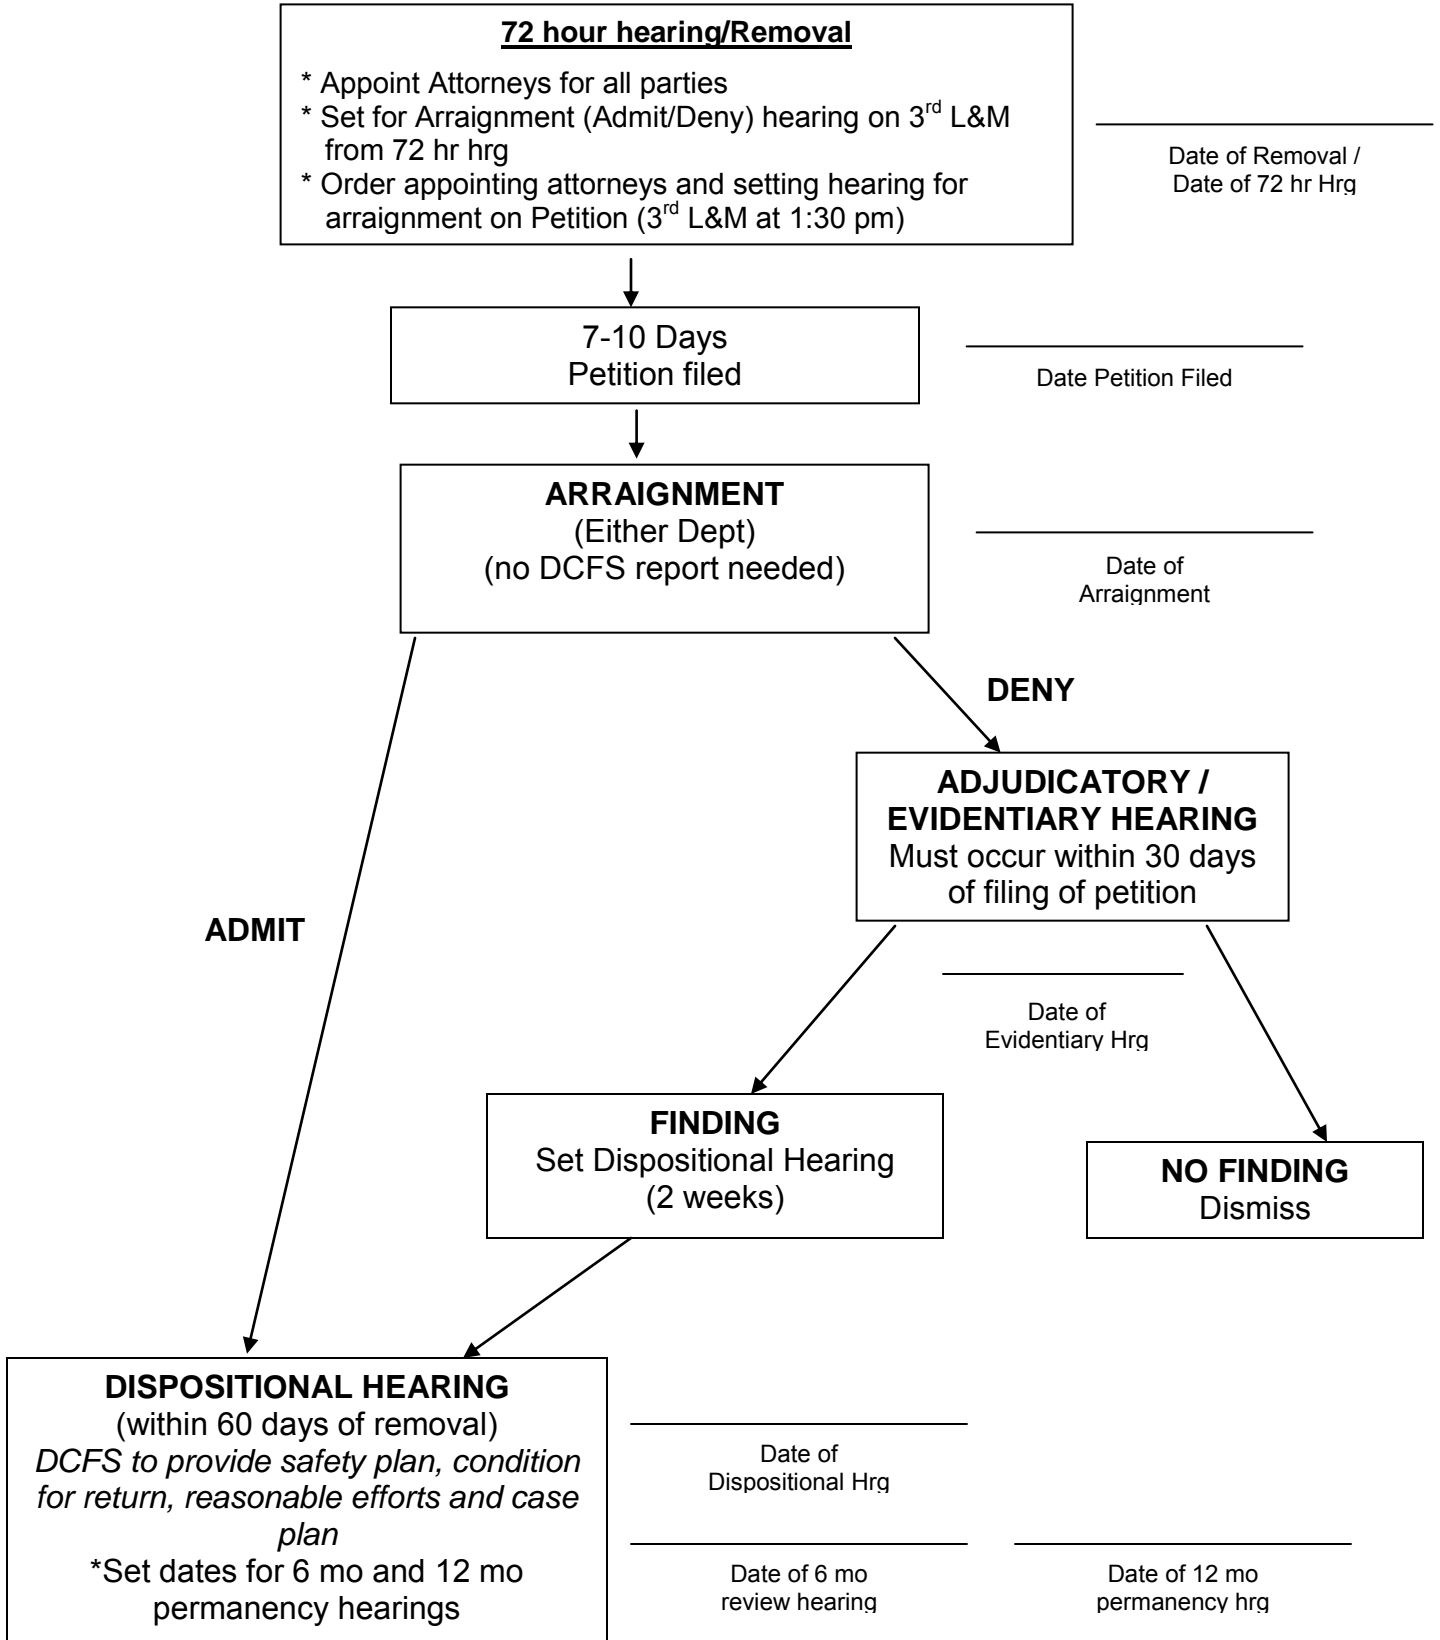 72 hour hearing/Removal
* Appoint Attorneys for all parties
* Set for Arraignment (Admit/Deny) hearing on 3rd L&M
from 72 hr hrg
* Order appointing attorneys and setting hearing for
arraignment on Petition (3rd L&M at 1:30 pm)
Date of Removal /
Date of 72 hr Hrg
7-10 Days
Petition filed
Date Petition Filed
ARRAIGNMENT
(Either Dept)
(no DCFS report needed)
Date of
Arraignment
DENY
ADJUDICATORY /
EVIDENTIARY HEARING
Must occur within 30 days
of filing of petition
ADMIT
Date of
Evidentiary Hrg
FINDING
Set Dispositional Hearing
(2 weeks)
NO FINDING
Dismiss
DISPOSITIONAL HEARING
(within 60 days of removal)
DCFS to provide safety plan, condition
for return, reasonable efforts and case
plan
*Set dates for 6 mo and 12 mo
permanency hearings
Date of
Dispositional Hrg
Date of 6 mo
review hearing
Date of 12 mo
permanency hrg